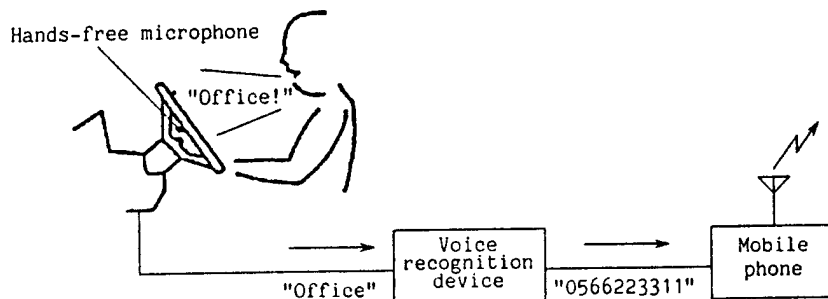 Hands-free microphone
"Office!"
Voice
recognition
device
Mobile
phone
"Office"
"0566223311"